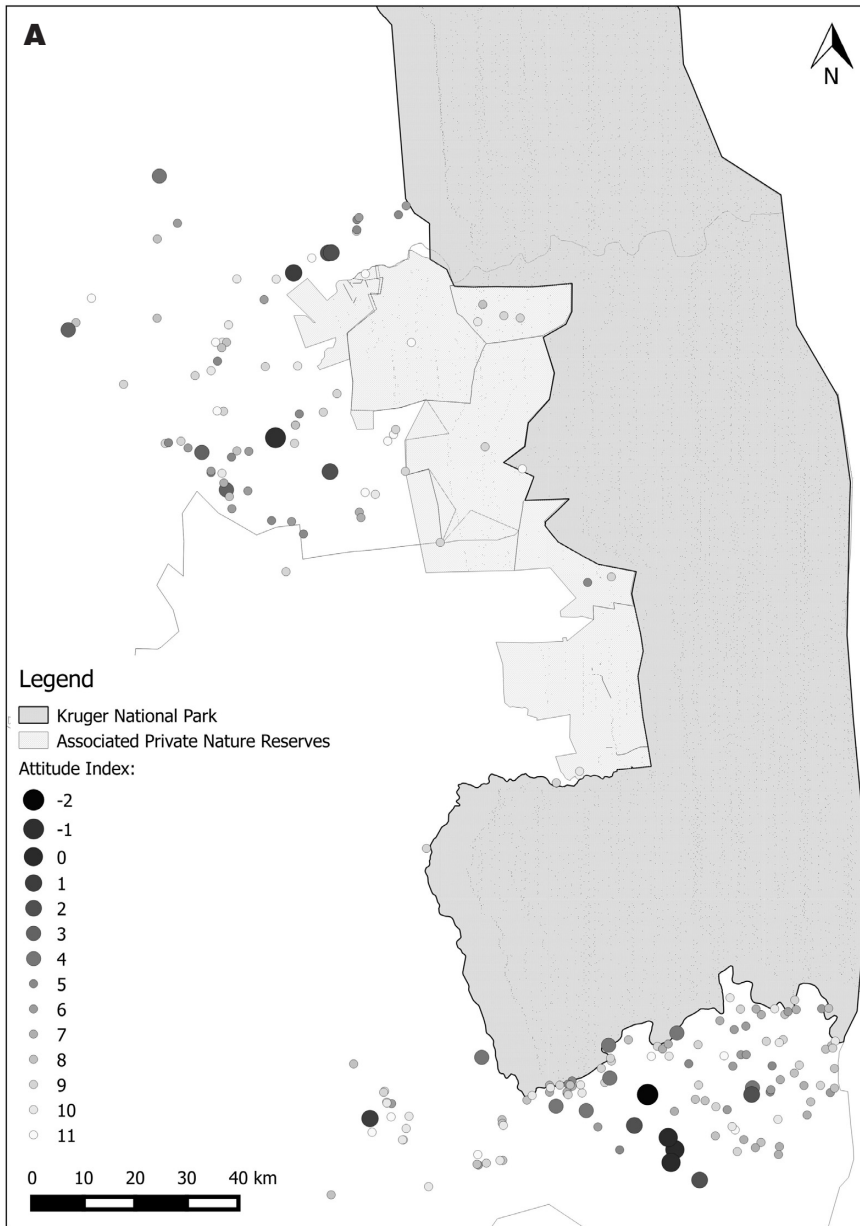 A
N
Legend
Kruger National Park
Associated Private Nature Reserves
Attitude Index:
-2
-1
0
1
2
3
4
5
6
7
8
9
10
11
0 10 20 30 40 km